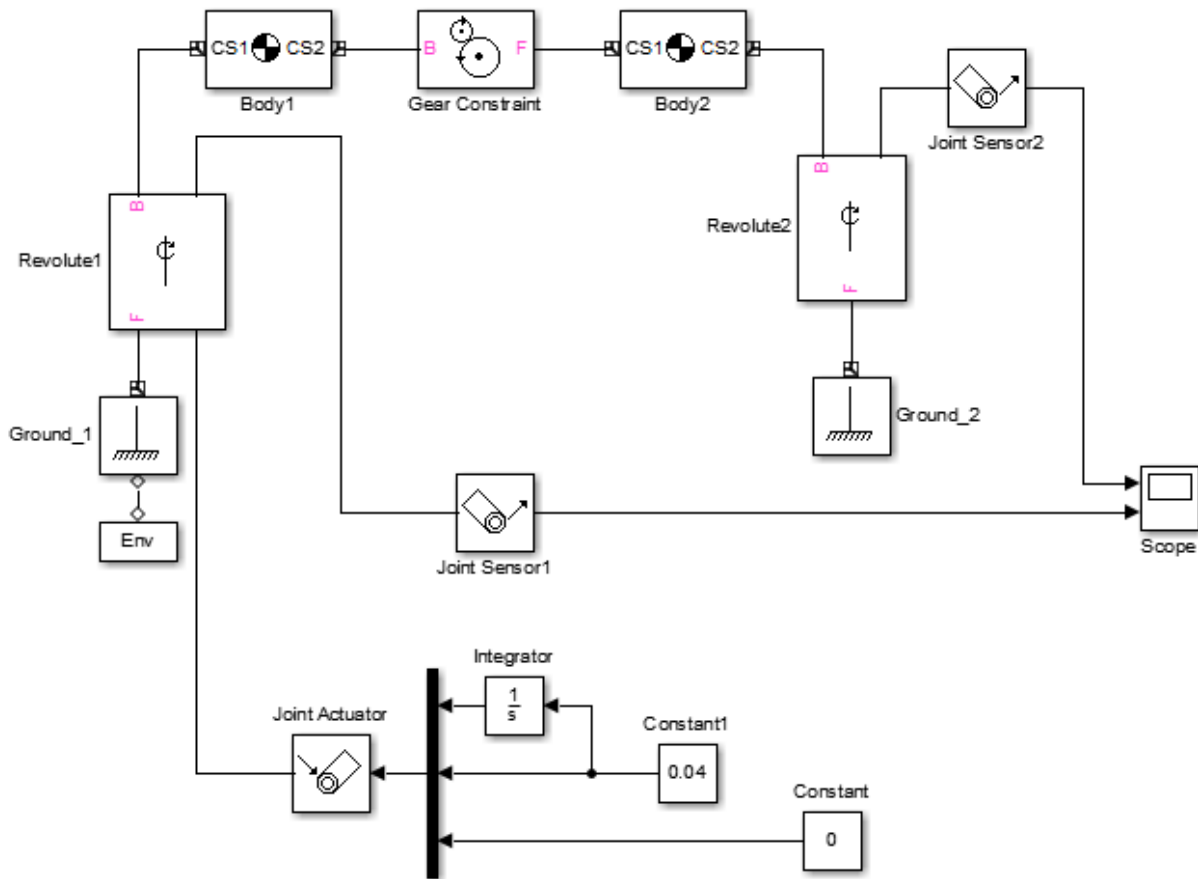 CS1 CS2
Body1
B F
Gear Constraint
CS1 CS2
Body2
Joint Sensor2
B
F
Revolute1
B
F
Revolute2
Ground_1
Env
Ground_2
Joint Sensor1
Scope
Integrator
1
s
Joint Actuator
Constant1
0.04
Constant
0